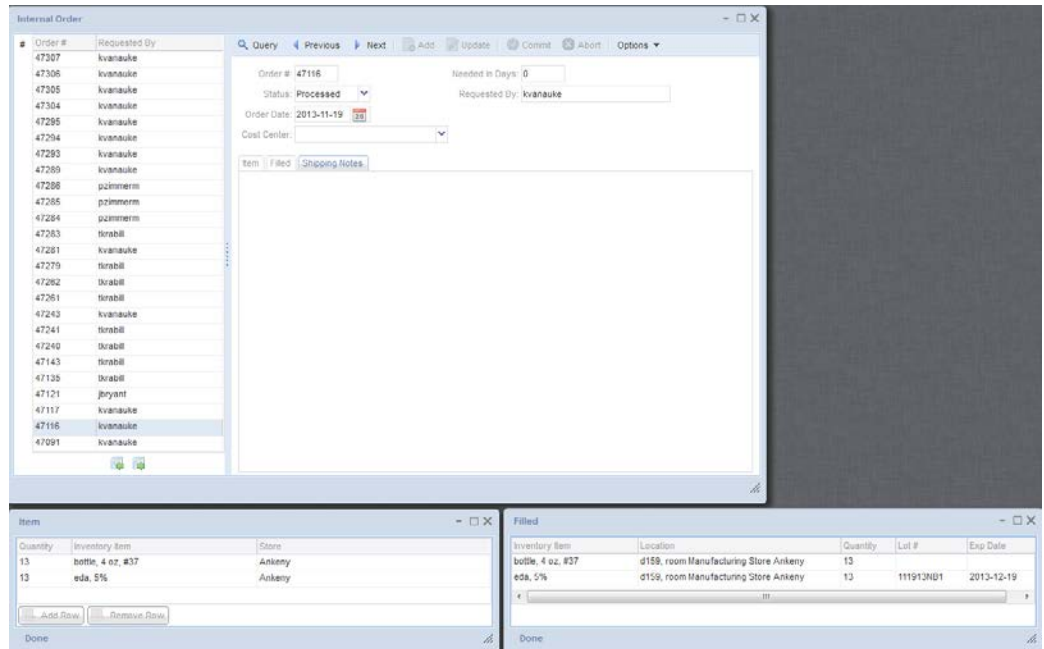 Internal Order
# Order # Requested By
47307 kvanauke
47306 kvanauke
47305 kvanauke
47304 kvanauke
47295 kvanauke
47294 kvanauke
47293 kvanauke
47289 kvanauke
47286 pzimmerm
47285 pzimmerm
47284 pzimmerm
47283 tkrabill
47281 kvanauke
47279 tkrabill
47262 tkrabill
47261 tkrabill
47243 kvanauke
47241 tkrabill
47240 tkrabill
47143 tkrabill
47135 tkrabill
47121 jbryant
47117 kvanauke
47116 kvanauke
47091 kvanauke
Query Previous Next Add Update Commit Abort Options
Order #: 47116 Needed in Days: 0
Status: Processed Requested By: kvanauke
Order Date: 2013-11-19
Cost Center:
Item Filled Shipping Notes
Item
Quantity Inventory Item Store
13 bottle, 4 oz, #37 Ankeny
13 eda, 5% Ankeny
Add Row Remove Row
Done
Filled
Inventory Item Location Quantity Lot # Exp Date
bottle, 4 oz, #37 d159, room Manufacturing Store Ankeny 13
eda, 5% d159, room Manufacturing Store Ankeny 13 111913NB1 2013-12-19
Done